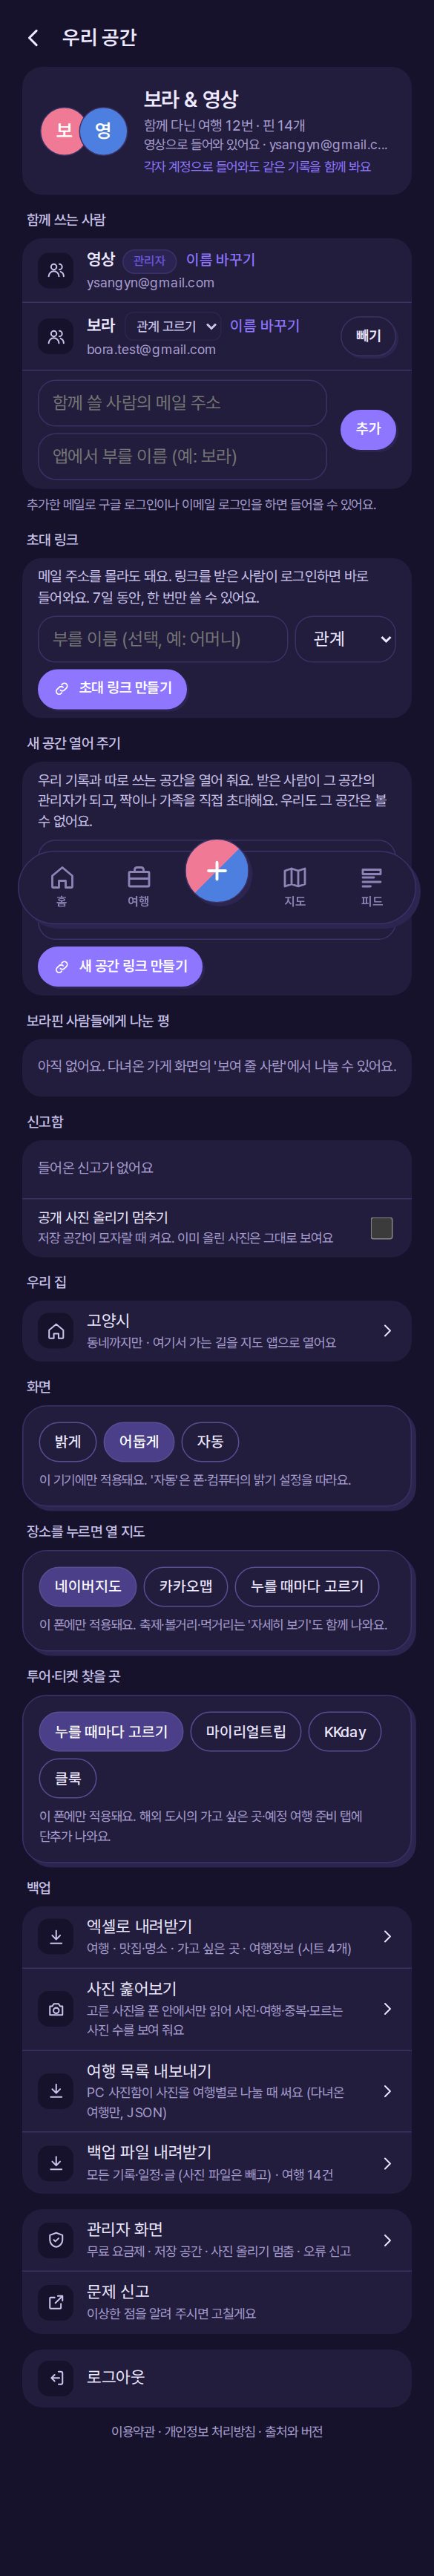 우리 공간
보 영
보라 & 영상
함께 다닌 여행 12번 · 핀 14개
영상으로 들어와 있어요 · ysangyn@gmail.c...
각자 계정으로 들어와도 같은 기록을 함께 봐요
함께 쓰는 사람
영상 관리자 이름 바꾸기
ysangyn@gmail.com
보라 관계 고르기 이름 바꾸기 빼기
bora.test@gmail.com
함께 쓸 사람의 메일 주소
추가
앱에서 부를 이름 (예: 보라)
추가한 메일로 구글 로그인이나 이메일 로그인을 하면 들어올 수 있어요.
초대 링크
메일 주소를 몰라도 돼요. 링크를 받은 사람이 로그인하면 바로
들어와요. 7일 동안, 한 번만 쓸 수 있어요.
부를 이름 (선택, 예: 어머니) 관계
초대 링크 만들기
새 공간 열어 주기
우리 기록과 따로 쓰는 공간을 열어 줘요. 받은 사람이 그 공간의
관리자가 되고, 짝이나 가족을 직접 초대해요. 우리도 그 공간은 볼
수 없어요.
홈 여행 + 지도 피드
새 공간 링크 만들기
보라핀 사람들에게 나눈 평
아직 없어요. 다녀온 가게 화면의 '보여 줄 사람'에서 나눌 수 있어요.
신고함
들어온 신고가 없어요
공개 사진 올리기 멈추기
저장 공간이 모자랄 때 켜요. 이미 올린 사진은 그대로 보여요
우리 집
고양시
동네까지만 · 여기서 가는 길을 지도 앱으로 열어요
화면
밝게 어둡게 자동
이 기기에만 적용돼요. '자동'은 폰·컴퓨터의 밝기 설정을 따라요.
장소를 누르면 열 지도
네이버지도 카카오맵 누를 때마다 고르기
이 폰에만 적용돼요. 축제·볼거리·먹거리는 '자세히 보기'도 함께 나와요.
투어·티켓 찾을 곳
누를 때마다 고르기 마이리얼트립 KKday
클룩
이 폰에만 적용돼요. 해외 도시의 가고 싶은 곳·예정 여행 준비 탭에
단추가 나와요.
백업
엑셀로 내려받기
여행 · 맛집·명소 · 가고 싶은 곳 · 여행정보 (시트 4개)
사진 훑어보기
고른 사진을 폰 안에서만 읽어 사진·여행·중복·모르는
사진 수를 보여 줘요
여행 목록 내보내기
PC 사진함이 사진을 여행별로 나눌 때 써요 (다녀온
여행만, JSON)
백업 파일 내려받기
모든 기록·일정·글 (사진 파일은 빼고) · 여행 14건
관리자 화면
무료 요금제 · 저장 공간 · 사진 올리기 멈춤 · 오류 신고
문제 신고
이상한 점을 알려 주시면 고칠게요
로그아웃
이용약관 · 개인정보 처리방침 · 출처와 버전